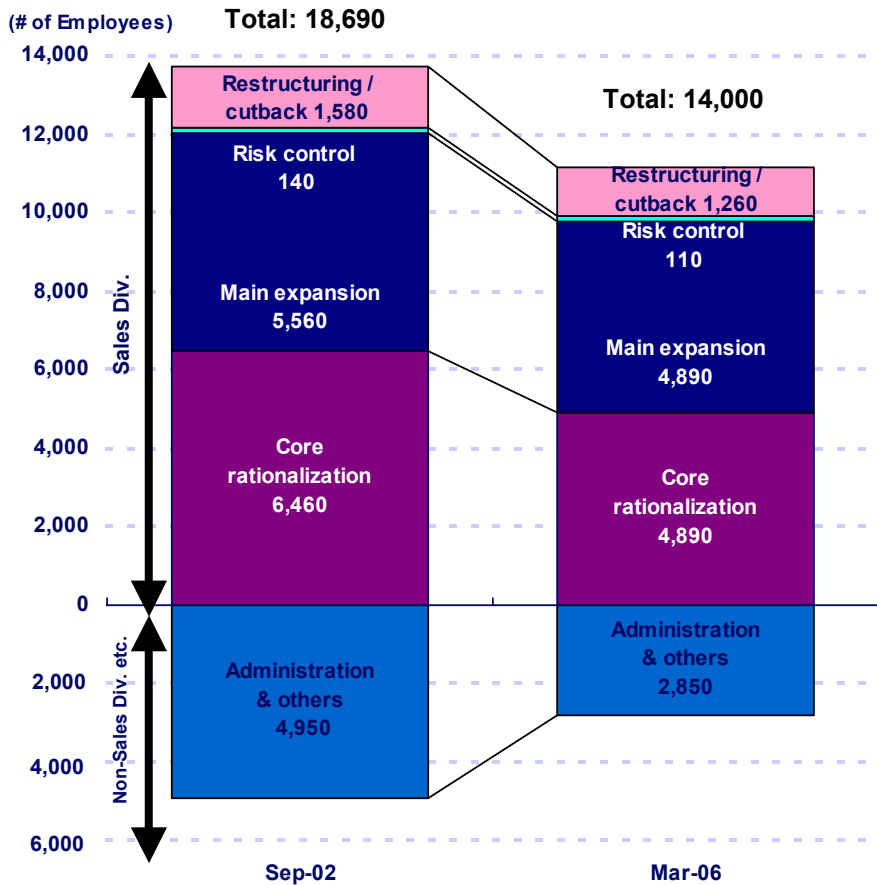 (# of Employees)
Total: 18,690
14,000
12,000
10,000
8,000
6,000
4,000
2,000
0
2,000
4,000
6,000
Sales Div.
Non-Sales Div. etc.
Restructuring /
cutback 1,580
Risk control
140
Main expansion
5,560
Core
rationalization
6,460
Administration
& others
4,950
Total: 14,000
Restructuring /
cutback 1,260
Risk control
110
Main expansion
4,890
Core
rationalization
4,890
Administration
& others
2,850
Sep-02
Mar-06